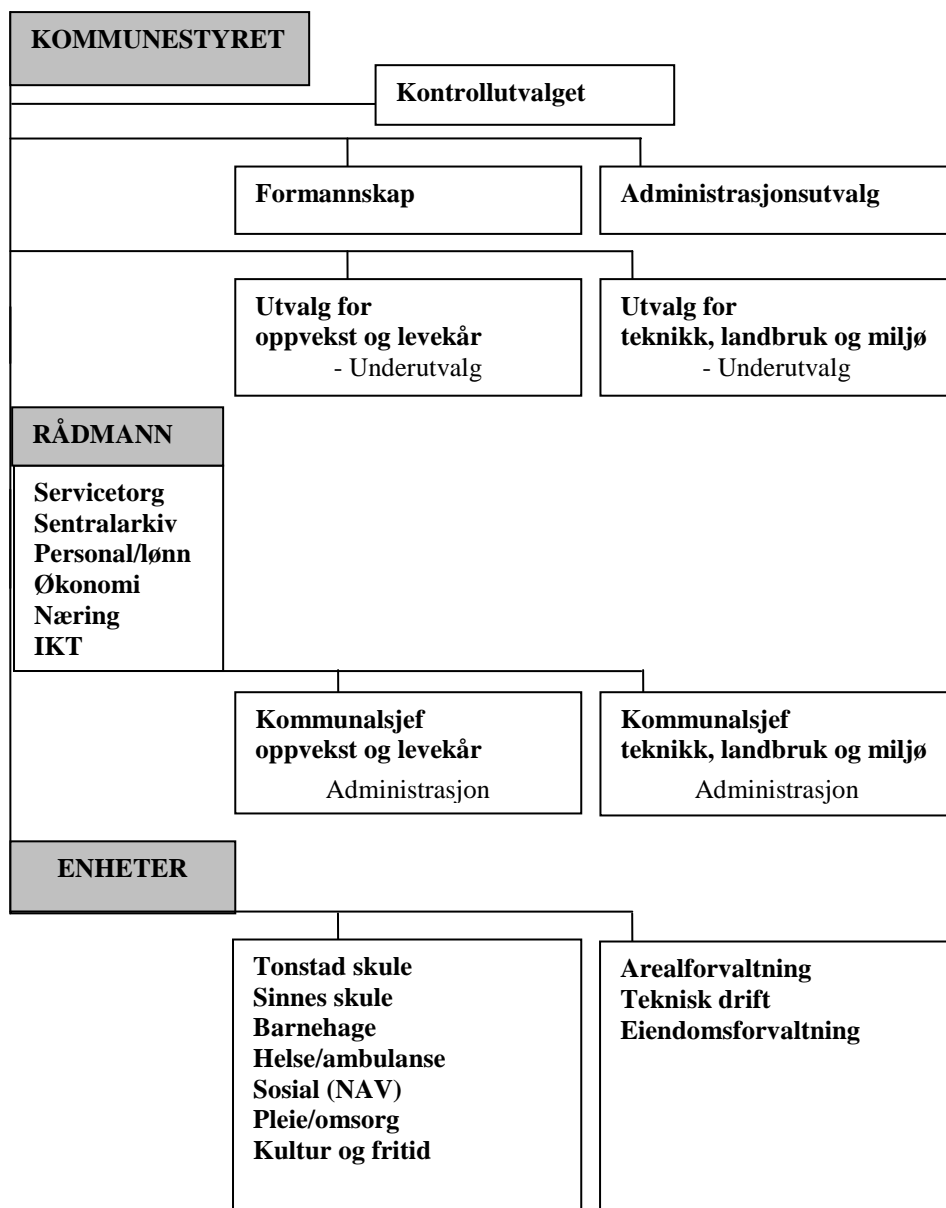 KOMMUNESTYRET
Kontrollutvalget
Formannskap
Administrasjonsutvalg
Utvalg for
oppvekst og levekår
- Underutvalg
Utvalg for
teknikk, landbruk og miljø
- Underutvalg
RÅDMANN
Servicetorg
Sentralarkiv
Personal/lønn
Økonomi
Næring
IKT
Kommunalsjef
oppvekst og levekår
Administrasjon
Kommunalsjef
teknikk, landbruk og miljø
Administrasjon
ENHETER
Tonstad skule
Sinnes skule
Barnehage
Helse/ambulanse
Sosial (NAV)
Pleie/omsorg
Kultur og fritid
Arealforvaltning
Teknisk drift
Eiendomsforvaltning